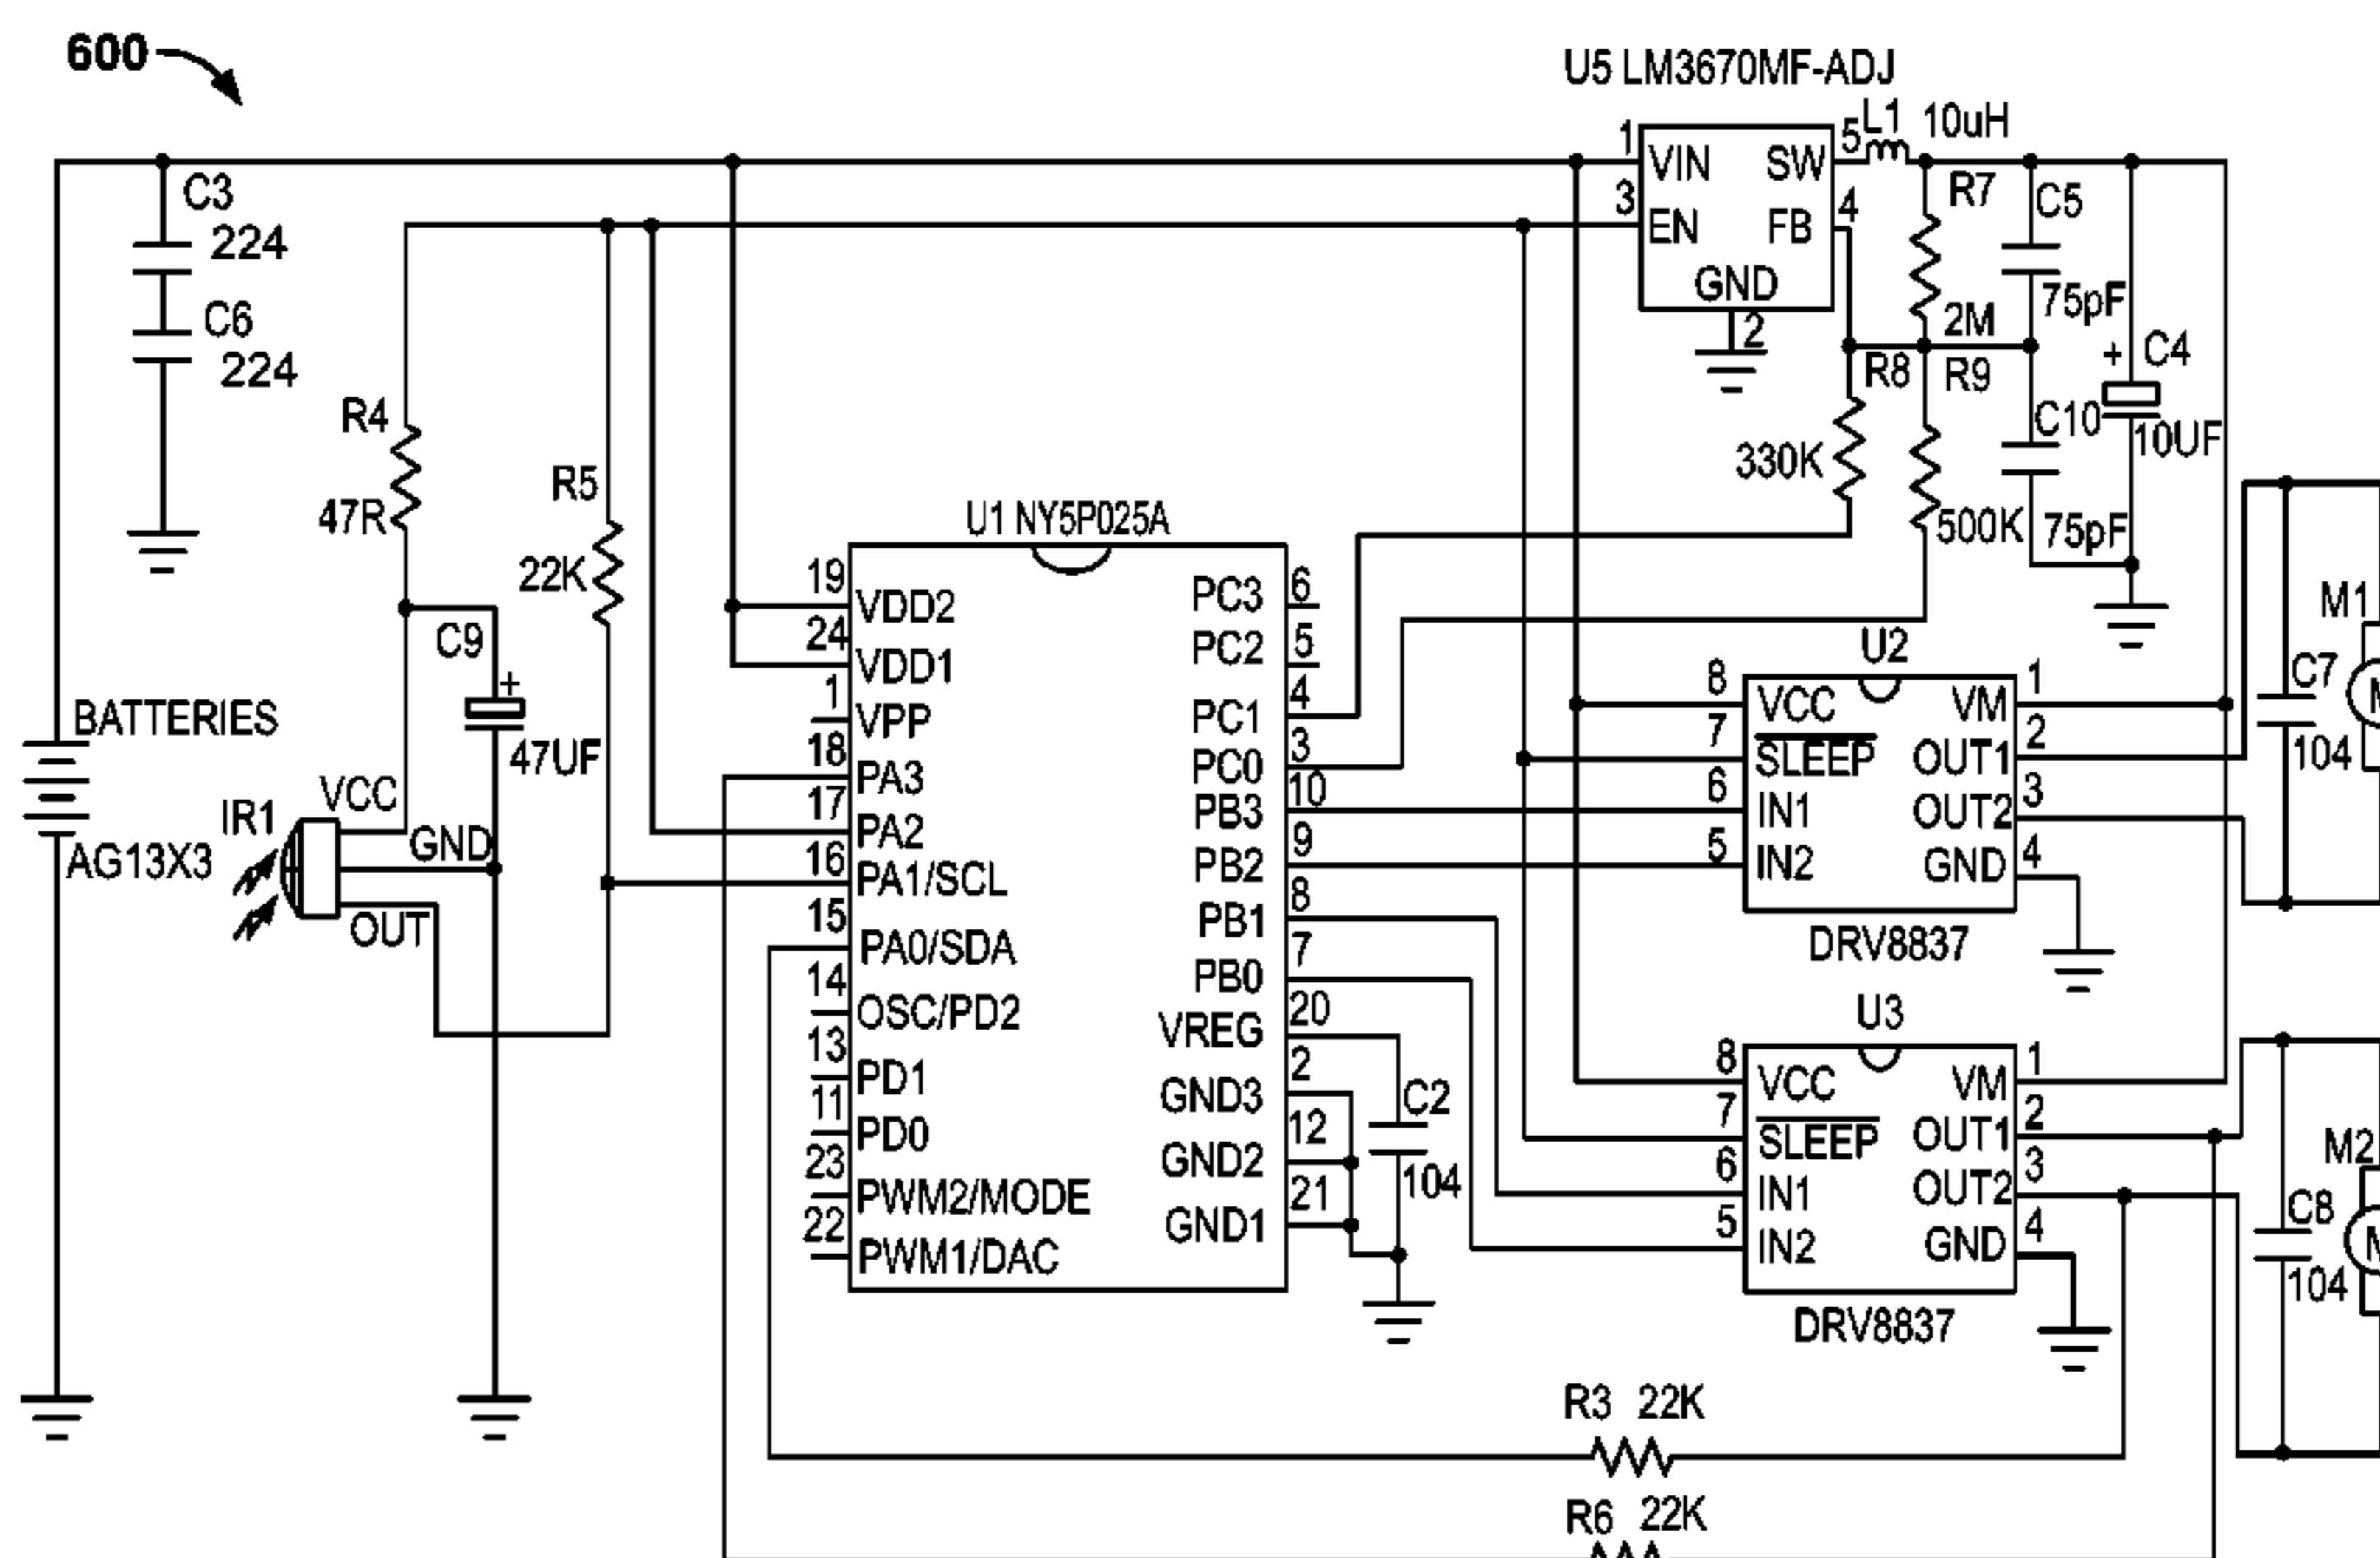 600
U5 LM3670MF-ADJ
1
VIN
SW
5
L1 10uH
3
EN
FB
4
GND
2
C3
224
C6
224
R7
2M
C5
75pF
R8
R9
C4
+
10UF
C10
75pF
330K
500K
R4
47R
R5
22K
C9
+
47UF
BATTERIES
AG13X3
IR1
VCC
GND
OUT
U1 NY5P025A
19
VDD2
24
VDD1
1
VPP
18
PA3
17
PA2
16
PA1/SCL
15
PA0/SDA
14
OSC/PD2
13
PD1
11
PD0
23
PWM2/MODE
22
PWM1/DAC
PC3
6
PC2
5
PC1
4
PC0
3
PB3
10
PB2
9
PB1
8
PB0
7
VREG
20
GND3
2
GND2
12
GND1
21
C2
104
U2
8
VCC
7
SLEEP
6
IN1
5
IN2
VM
1
OUT1
2
OUT2
3
GND
4
DRV8837
C7
104
M1
U3
8
VCC
7
SLEEP
6
IN1
5
IN2
VM
1
OUT1
2
OUT2
3
GND
4
DRV8837
C8
104
M2
R3 22K
R6 22K